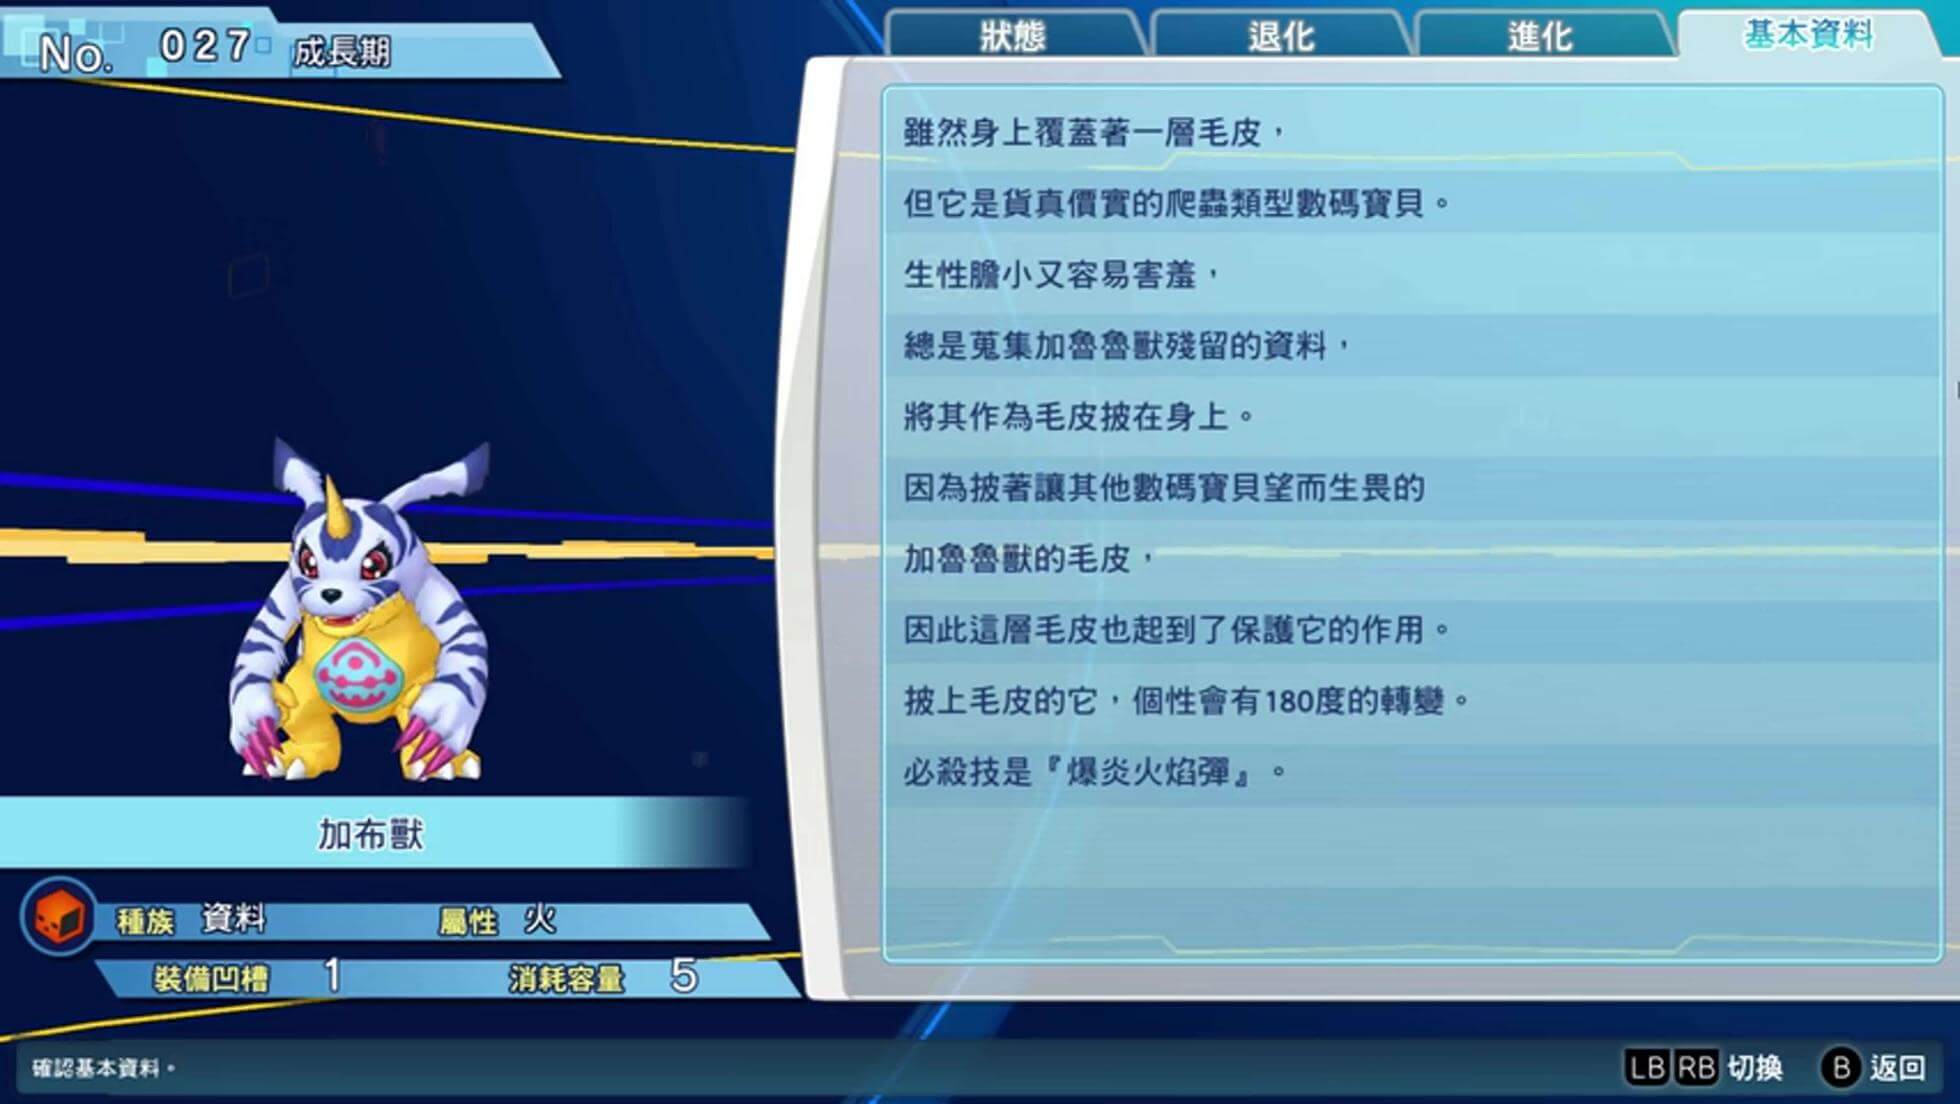 No. 027 成長期
狀態 退化 進化 基本資料
雖然身上覆蓋著一層毛皮，
但它是貨真價實的爬蟲類型數碼寶貝。
生性膽小又容易害羞，
總是蒐集加魯魯獸殘留的資料，
將其作為毛皮披在身上。
因為披著讓其他數碼寶貝望而生畏的
加魯魯獸的毛皮，
因此這層毛皮也起到了保護它的作用。
披上毛皮的它，個性會有180度的轉變。
必殺技是『爆炎火焰彈』。
加布獸
種族 資料 屬性 火
裝備凹槽 1 消耗容量 5
確認基本資料。
LB RB 切換 B 返回